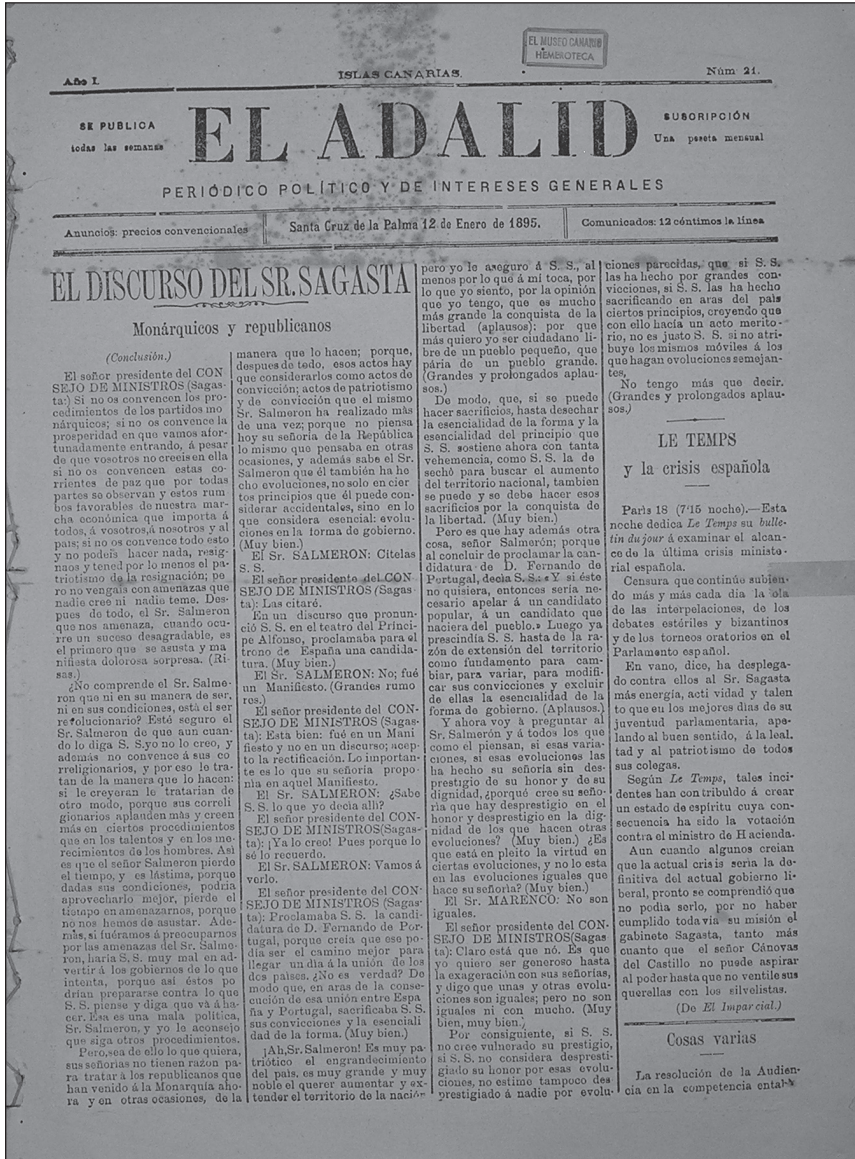 EL MUSEO CANARIO
HEMEROTECA
Año I.
ISLAS CANARIAS.
Núm 21.
SE PUBLICA
todas las semanas
EL ADALID
SUSCRIPCIÓN
Una peseta mensual
PERIÓDICO POLÍTICO Y DE INTERESES GENERALES
Anuncios: precios convencionales
Santa Cruz de la Palma 12 de Enero de 1895.
Comunicados: 12 céntimos la línea
EL DISCURSO DEL SR. SAGASTA
Monárquicos y republicanos
(Conclusión.)
El señor presidente del CON
SEJO DE MINISTROS (Sagas-
ta:) Si no os convencen los pro-
cedimientos de los partidos mo
nárquicos; si no os convence la
prosperidad en que vamos afor-
tunadamente entrando, á pesar
de que vosotros no creeis en ella
si no os convencen estas co-
rrientes de paz que por todas
partes se observan y estos rum
bos favorables de nuestra mar-
cha económica que importa á
todos, á vosotros,á nosotros y al
país; si no os convence todo esto
y no podeis hacer nada, resig-
naos y tened por lo menos el pa-
triotismo de la resignación; pe-
ro no vengais con amenazas que
nadie cree ni nadie teme. Des-
pues de todo, el Sr. Salmeron
que nos amenaza, cuando ocu-
rre un suceso desagradable, es
el primero que se asusta y ma
nifiesta dolorosa sorpresa. (Ri-
sas.)
¿No comprende el Sr. Salme-
ron que ni en su manera de ser,
ni en sus condiciones, está el ser
revolucionario? Esté seguro el
Sr. Salmeron de que aun cuan-
do lo diga S. S.yo no lo creo, y
además no convence á sus co-
rreligionarios, y por eso le tra-
tan de la manera que lo hacen:
si le creyeran le tratarian de
otro modo, porque sus correli-
gionarios aplauden más y creen
más en ciertos procedimientos
que en los talentos y en los me-
recimientos de los hombres. Así
es que el señor Salmeron pierde
el tiempo, y es lástima, porque
dadas sus condiciones, podría
aprovecharlo mejor, pierde el
tiempo en amenazarnos, porque
no nos hemos de asustar. Ade-
más, si fuéramos á preocuparnos
por las amenazas del Sr. Salme-
ron, haría S. S. muy mal en ad-
vertir á los gobiernos de lo que
intenta, porque así éstos po
drían prepararse contra lo que
S. S. piense y diga que vá á ha-
cer. Esa es una mala política,
Sr. Salmeron, y yo le aconsejo
que siga otros procedimientos.
Pero,sea de ello lo que quiera,
sus señorías no tienen razón pa
ra tratar á los republicanos que
han venido á la Monarquía aho-
ra y en otras ocasiones, de la
manera que lo hacen; porque,
despues de todo, esos actos hay
que considerarlos como actos de
convicción; actos de patriotismo
y de convicción que el mismo
Sr. Salmeron ha realizado más
de una vez; porque no piensa
hoy su señoria de la República
lo mismo que pensaba en otras
ocasiones, y además sabe el Sr.
Salmeron que él también ha he
cho evoluciones, no solo en cier
tos principios que él puede con-
siderar accidentales, sino en lo
que considera esencial: evolu-
ciones en la forma de gobierno.
(Muy bien.)
El Sr. SALMERON: Cítelas
S. S.
El señor presidente del CON
SEJO DE MINISTROS (Sagas-
ta): Las citaré.
En un discurso que pronun-
ció S. S. en el teatro del Prínci-
pe Alfonso, proclamaba para el
trono de España una candida-
tura. (Muy bien.)
El Sr. SALMERON: No; fué
un Manifiesto. (Grandes rumo
res.)
El señor presidente del CON-
SEJO DE MINISTROS (Sagas-
ta): Está bien: fué en un Mani
fiesto y no en un discurso; acep-
to la rectificación. Lo importan-
te es lo que su señoria propo-
nía en aquel Manifiesto.
El Sr. SALMERON: ¿Sabe
S. S. lo que yo decia alli?
El señor presidente del CON-
SEJO DE MINISTROS(Sagas-
ta): ¡Ya lo creo! Pues porque lo
sé lo recuerdo.
El Sr. SALMERON: Vamos á
verlo.
El señor presidente del CON-
SEJO DE MINISTROS (Sagas-
ta): Proclamaba S. S. la candi-
datura de D. Fernando de Por-
tugal, porque creía que ese po-
día ser el camino mejor para
llegar un dia á la unión de los
dos paises. ¿No es verdad? De
modo que, en aras de la conse-
cución de esa unión entre Espa
ña y Portugal, sacrificaba S. S.
sus convicciones y la esenciali
dad de la forma. (Muy bien.)
¡Ah,Sr. Salmeron! Es muy pa-
triótico el engrandecimiento
del país, es muy grande y muy
noble el querer aumentar y ex-
tender el territorio de la nación
pero yo le aseguro á S. S., al
menos por lo que á mí toca, por
lo que yo siento, por la opinión
que yo tengo, que es mucho
más grande la conquista de la
libertad (aplausos): por que
más quiero yo ser ciudadano li-
bre de un pueblo pequeño, que
pária de un pueblo grande.
(Grandes y prolongados aplau-
sos.)
De modo, que, si se puede
hacer sacrificios, hasta desechar
la esencialidad de la forma y la
esencialidad del principio que
S. S. sostiene ahora con tanta
vehemencia, como S. S. la de
sechó para buscar el aumento
del territorio nacional, tambien
se puede y se debe hacer esos
sacrificios por la conquista de
la libertad. (Muy bien.)
Pero es que hay además otra
cosa, señor Salmerón; porque
al concluir de proclamar la can-
didatura de D. Fernando de
Portugal, decía S. S.: «Y si éste
no quisiera, entonces sería ne-
cesario apelar á un candidato
popular, á un candidato que
naciera del pueblo.» Luego ya
prescindía S. S. hasta de la ra-
zón de extensión del territorio
como fundamento para cam-
biar, para variar, para modifi-
car sus convicciones y excluir
de ellas la esencialidad de la
forma de gobierno. (Aplausos.)
Y ahora voy á preguntar al
Sr. Salmerón y á todos los que
como el piensan, si esas varia-
ciones, si esas evoluciones las
ha hecho su señoría sin des-
prestigio de su honor y de su
dignidad, ¿porqué cree su seño-
ría que hay desprestigio en el
honor y desprestigio en la dig-
nidad de los que hacen otras
evoluciones? (Muy bien.) ¿Es
que está en pleito la virtud en
ciertas evoluciones, y no lo esta
en las evoluciones iguales que
hace su señoría? (Muy bien.)
El Sr. MARENCO: No son
iguales.
El señor presidente del CON-
SEJO DE MINISTROS(Sagas
ta): Claro está que nó. Es que
yo quiero ser generoso hasta
la exageración con sus señorías,
y digo que unas y otras evolu-
ciones son iguales; pero no son
iguales ni con mucho. (Muy
bien, muy bien.)
Por consiguiente, si S. S.
no cree vulnerado su prestigio,
si S. S. no considera despresti-
giado su honor por esas evolu-
ciones, no estime tampoco des
prestigiado á nadie por evolu-
ciones parecidas, que si S. S.
las ha hecho por grandes con-
vicciones, si S. S. las ha hecho
sacrificando en aras del pais
ciertos principios, creyendo que
con ello hacía un acto merito-
rio, no es justo S. S. si no atri-
buye los mismos móviles á los
que hagan evoluciones semejan-
tes,
No tengo más que decir.
(Grandes y prolongados aplau-
sos.)
LE TEMPS
y la crisis española
París 18 (7'15 noche).—Esta
noche dedica Le Temps su bulle-
tin du jour á examinar el alcan-
ce de la última crisis ministe-
rial española.
Censura que continúe subien-
do más y más cada día la ola
de las interpelaciones, de los
debates estériles y bizantinos
y de los torneos oratorios en el
Parlamento español.
En vano, dice, ha desplega-
do contra ellos al Sr. Sagasta
más energía, acti vidad y talen
to que en los mejores días de su
juventud parlamentaria, ape-
lando al buen sentido, á la leal.
tad y al patriotismo de todos
sus colegas.
Según Le Temps, tales inci-
dentes han contribuído á crear
un estado de espíritu cuya con-
secuencia ha sido la votación
contra el ministro de Hacienda.
Aun cuando algunos creian
que la actual crisis sería la de-
finitiva del actual gobierno li-
beral, pronto se comprendió que
no podía serlo, por no haber
cumplido todavía su misión el
gabinete Sagasta, tanto más
cuanto que el señor Cánovas
del Castillo no puede aspirar
al poder hasta que no ventile sus
querellas con los silvelistas.
(De El Imparcial.)
Cosas varias
La resolución de la Audien-
cia en la competencia entabla